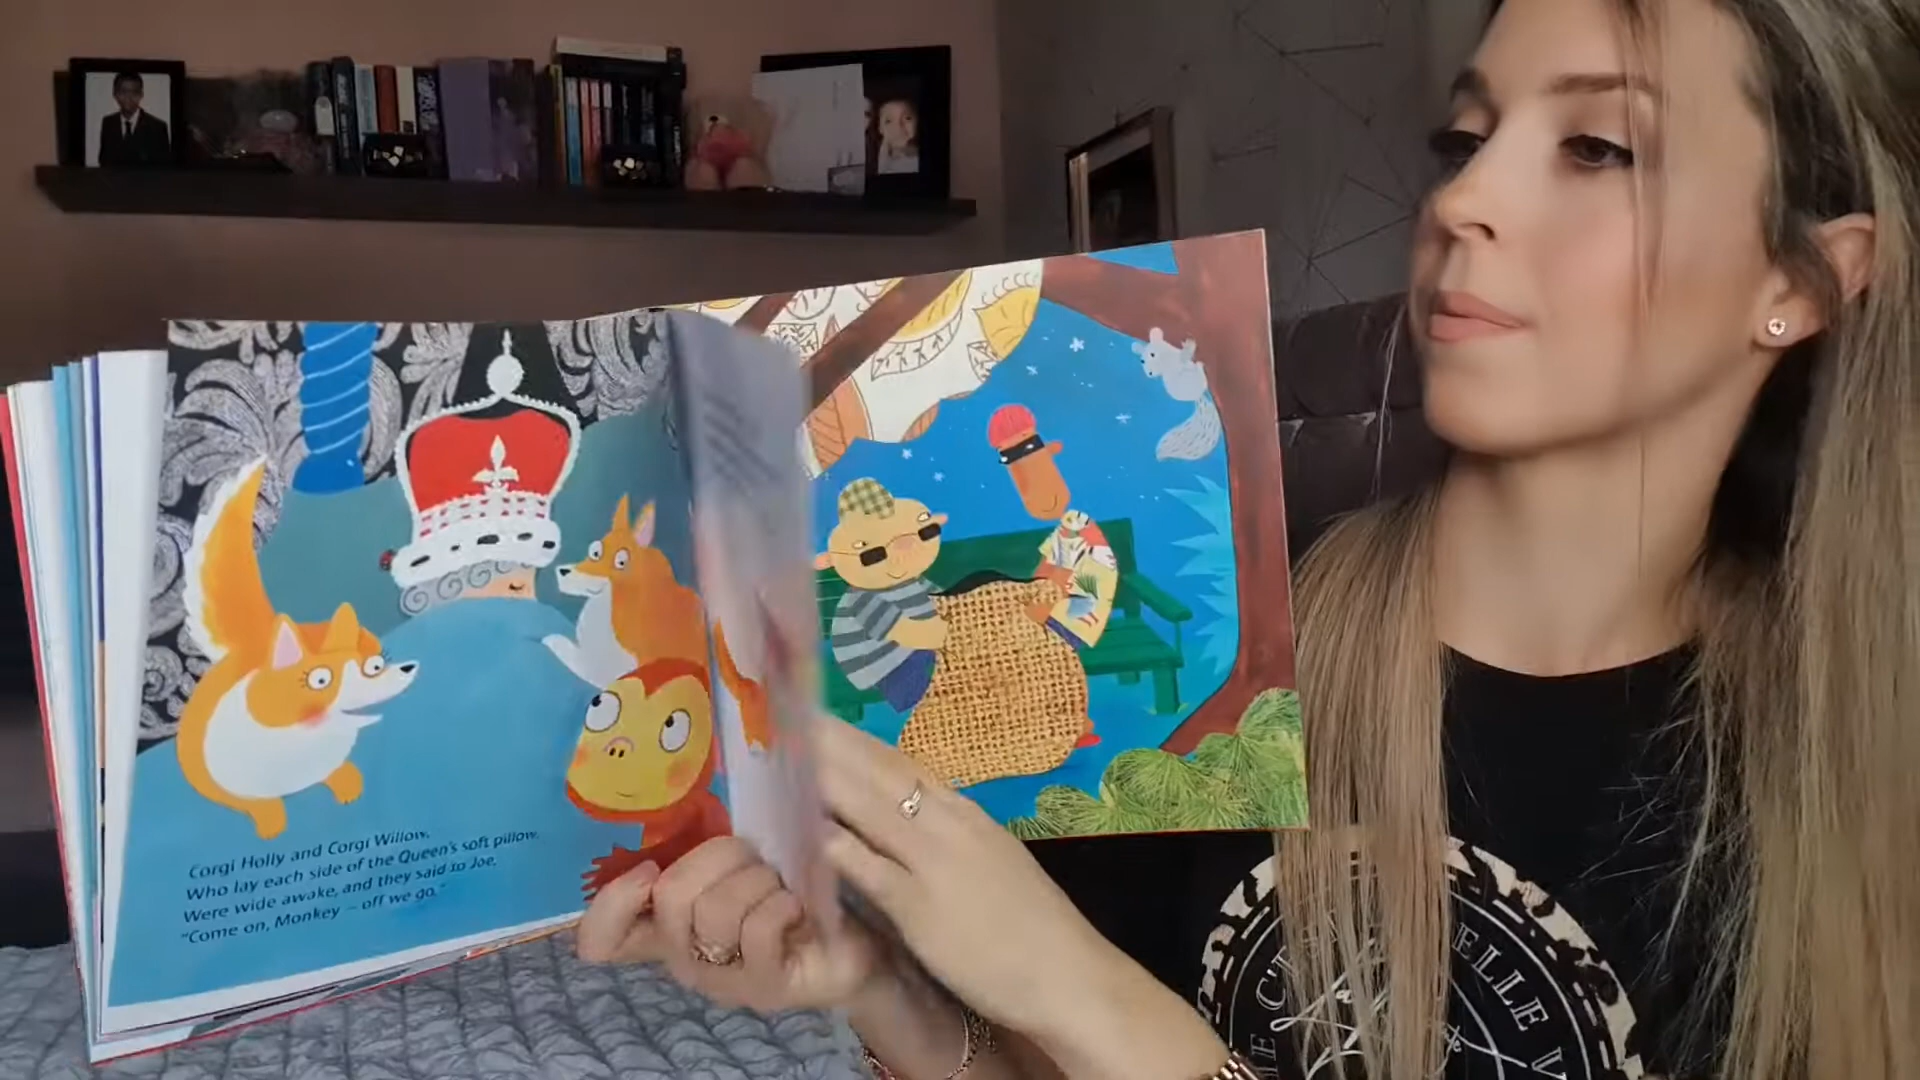 Corgi Holly and Corgi Willow,
Who lay each side of the Queen's soft pillow,
Were wide awake, and they said to Joe,
"Come on, Monkey – off we go."
ELLE V